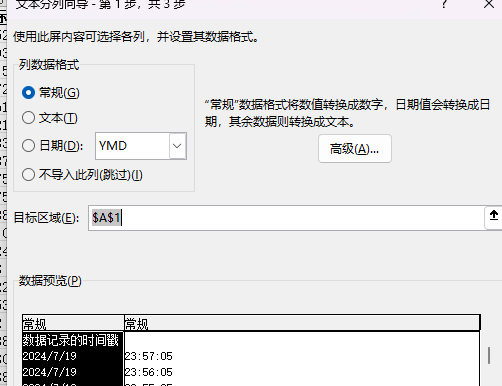 文本分列向导 - 第 1 步，共 3 步
使用此屏内容可选择各列，并设置其数据格式。
列数据格式
常规(G)
文本(T)
日期(D):
YMD
不导入此列(跳过)(I)
“常规”数据格式将数值转换成数字，日期值会转换成日
期，其余数据则转换成文本。
高级(A)...
目标区域(E):
$A$1
数据预览(P)
常规 常规
数据记录的时间戳
2024/7/19 23:57:05
2024/7/19 23:56:05